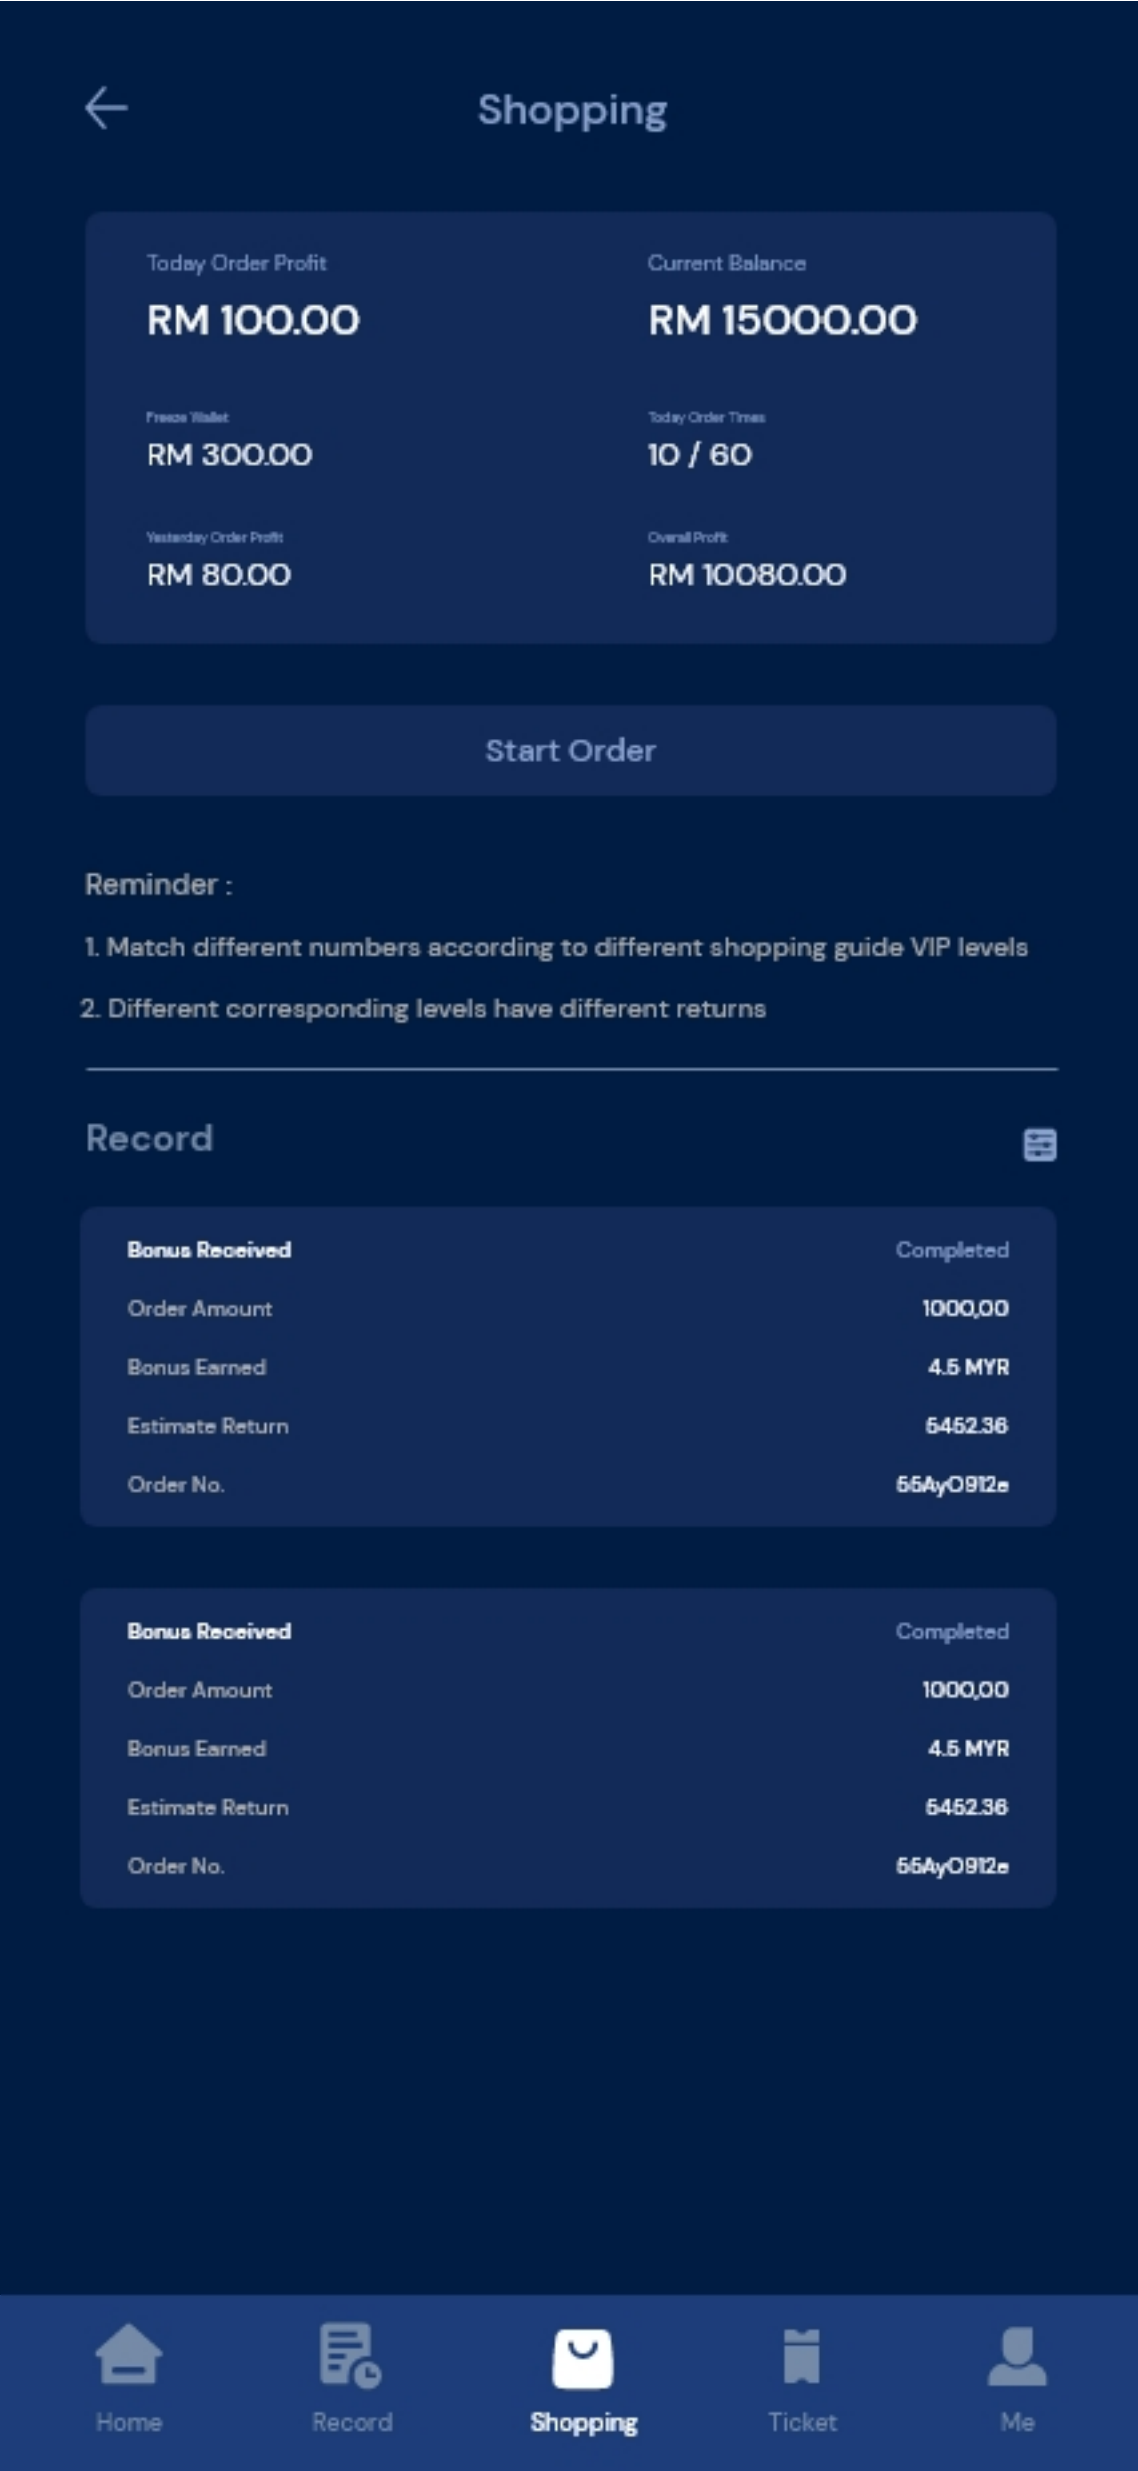 Shopping
Today Order Profit Current Balance
RM 100.00 RM 15000.00
Freeze Wallet Today Order Times
RM 300.00 10 / 60
Yesterday Order Profit Overall Profit
RM 80.00 RM 10080.00
Start Order
Reminder :
1. Match different numbers according to different shopping guide VIP levels
2. Different corresponding levels have different returns
Record
Bonus Received Completed
Order Amount 1000,00
Bonus Earned 4.5 MYR
Estimate Return 5452.36
Order No. 55AyO912e
Bonus Received Completed
Order Amount 1000,00
Bonus Earned 4.5 MYR
Estimate Return 5452.36
Order No. 55AyO912e
Home Record Shopping Ticket Me